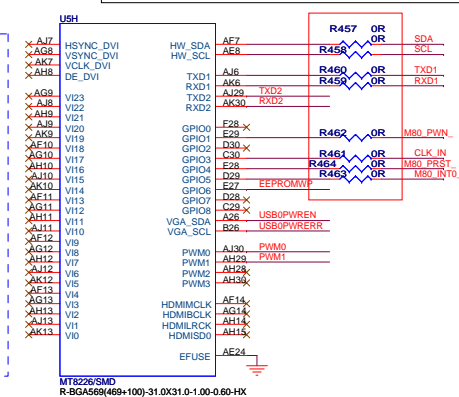 U5H
R457 0R
AJ7 HSYNC_DVI HW_SDA AF7 SDA
AG8 VSYNC_DVI HW_SCL AE8 R458 0R SCL
AK7 VCLK_DVI
AH8 DE_DVI TXD1 AJ6 R460 0R TXD1
RXD1 AK6 R459 0R RXD1
AG9 VI23 TXD2 AJ29 TXD2
AJ8 VI22 RXD2 AK30 RXD2
AH9 VI21
AJ9 VI20 GPIO0 F28
AK9 VI19 GPIO1 E29 R462 0R M80_PWN_
AF10 VI18 GPIO2 D30
AG10 VI17 GPIO3 C30 R461 0R CLK_IN
AH10 VI16 GPIO4 E28 R464 0R M80_PRST_
AJ10 VI15 GPIO5 D29 R463 0R M80_INT0_
AK10 VI14 GPIO6 E27 EEPROMWP
AF11 VI13 GPIO7 D28
AG11 VI12 GPIO8 C29
AH11 VI11 VGA_SDA A26 USB0PWREN
AJ11 VI10 VGA_SCL B26 USB0PWRERR
AF12 VI9
AG12 VI8 PWM0 AJ30 PWM0
AH12 VI7 PWM1 AH29 PWM1
AJ12 VI6 PWM2 AH28
AK12 VI5 PWM3 AH30
AF13 VI4
AG13 VI3 HDMIMCLK AF14
AH13 VI2 HDMIBCLK AG14
AJ13 VI1 HDMILRCK AH14
AK13 VI0 HDMISD0 AH15
EFUSE AE24
MT8226/SMD
R-BGA569(469+100)-31.0X31.0-1.00-0.60-HX